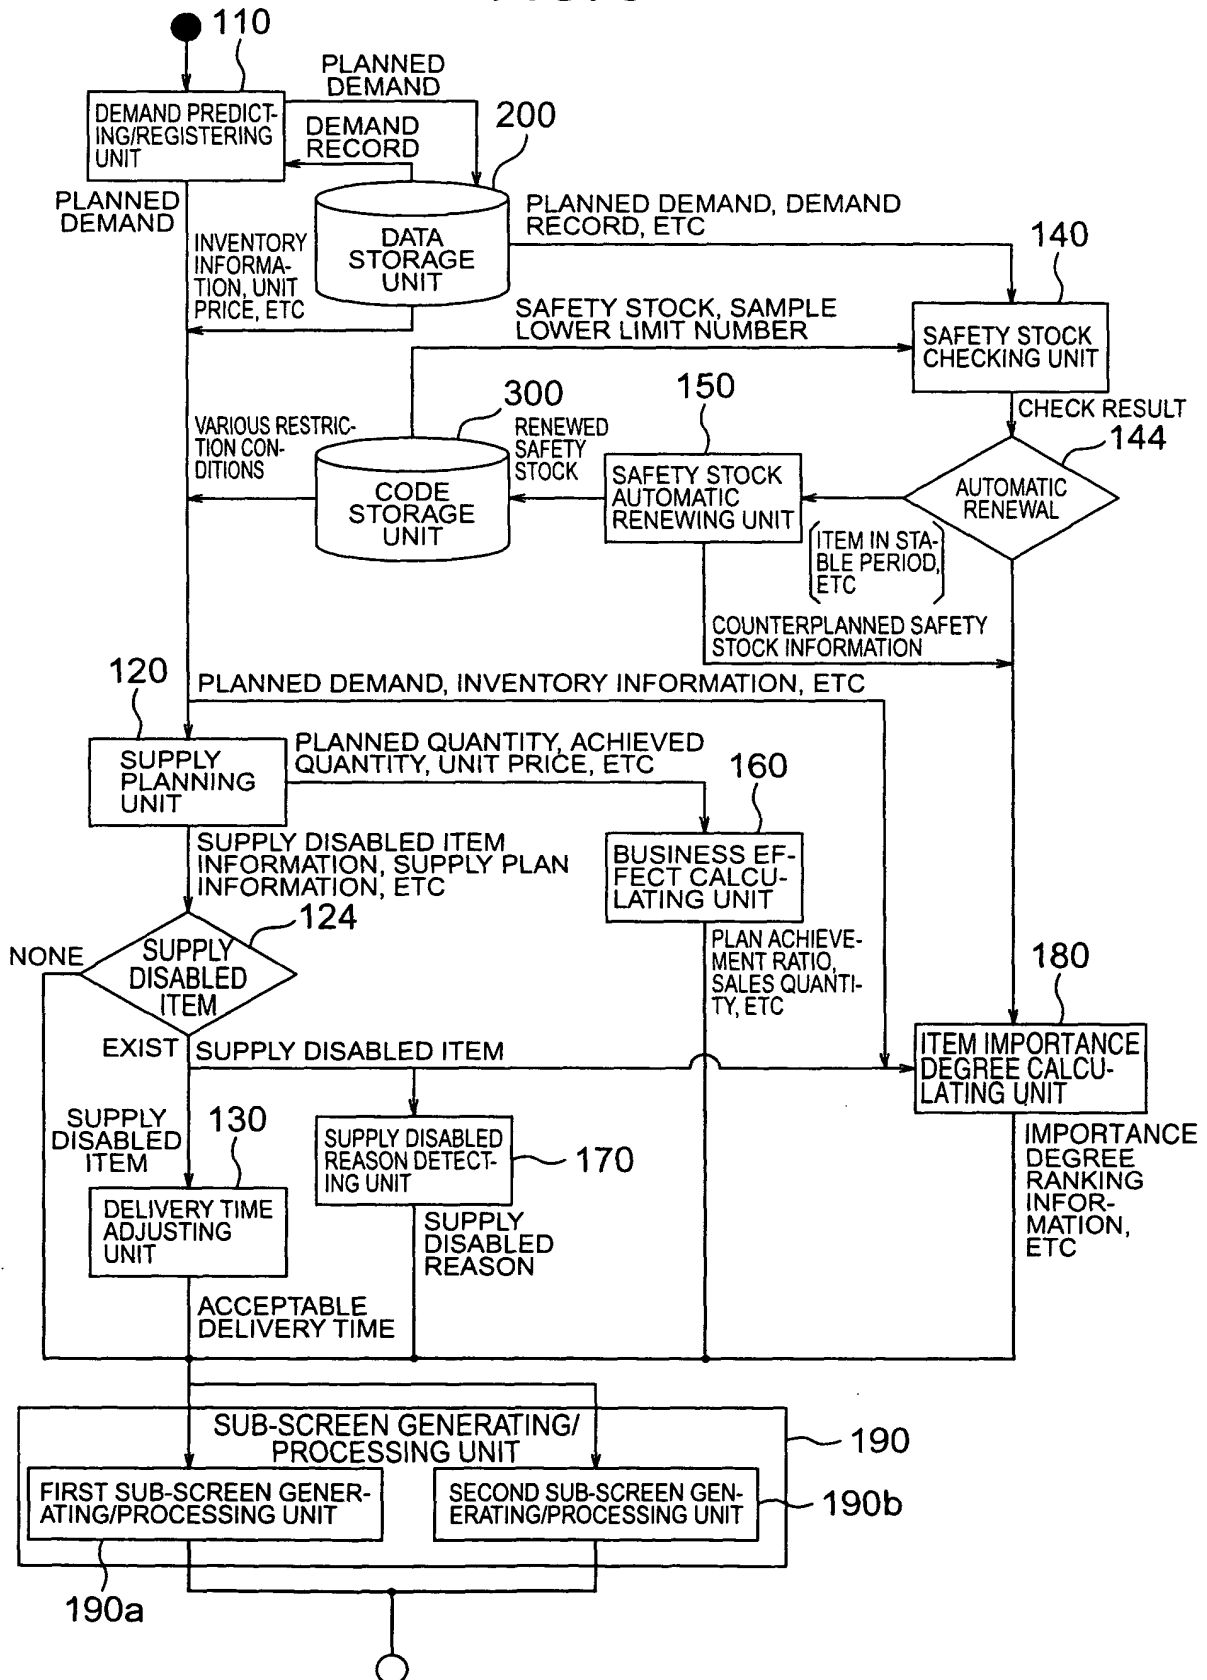 110
PLANNED
DEMAND
DEMAND PREDICT-
ING/REGISTERING
UNIT
DEMAND
RECORD
200
PLANNED
DEMAND
PLANNED DEMAND, DEMAND
RECORD, ETC
140
INVENTORY
INFORMA-
TION, UNIT
PRICE, ETC
DATA
STORAGE
UNIT
SAFETY STOCK, SAMPLE
LOWER LIMIT NUMBER
SAFETY STOCK
CHECKING UNIT
150
300
CHECK RESULT
144
VARIOUS RESTRIC-
TION CON-
DITIONS
RENEWED
SAFETY
STOCK
CODE
STORAGE
UNIT
SAFETY STOCK
AUTOMATIC
RENEWING UNIT
AUTOMATIC
RENEWAL
ITEM IN STA-
BLE PERIOD,
ETC
COUNTERPLANNED SAFETY
STOCK INFORMATION
120
PLANNED DEMAND, INVENTORY INFORMATION, ETC
SUPPLY
PLANNING
UNIT
PLANNED QUANTITY, ACHIEVED
QUANTITY, UNIT PRICE, ETC
160
SUPPLY DISABLED ITEM
INFORMATION, SUPPLY PLAN
INFORMATION, ETC
BUSINESS EF-
FECT CALCU-
LATING UNIT
124
NONE
SUPPLY
DISABLED
ITEM
PLAN ACHIEVE-
MENT RATIO,
SALES QUANTI-
TY, ETC
180
EXIST
SUPPLY DISABLED ITEM
ITEM IMPORTANCE
DEGREE CALCU-
LATING UNIT
SUPPLY
DISABLED
ITEM
130
SUPPLY DISABLED
REASON DETECT-
ING UNIT
170
IMPORTANCE
DEGREE
RANKING
INFOR-
MATION,
ETC
DELIVERY TIME
ADJUSTING
UNIT
SUPPLY
DISABLED
REASON
ACCEPTABLE
DELIVERY TIME
SUB-SCREEN GENERATING/
PROCESSING UNIT
190
FIRST SUB-SCREEN GENER-
ATING/PROCESSING UNIT
SECOND SUB-SCREEN GEN-
ERATING/PROCESSING UNIT
190b
190a